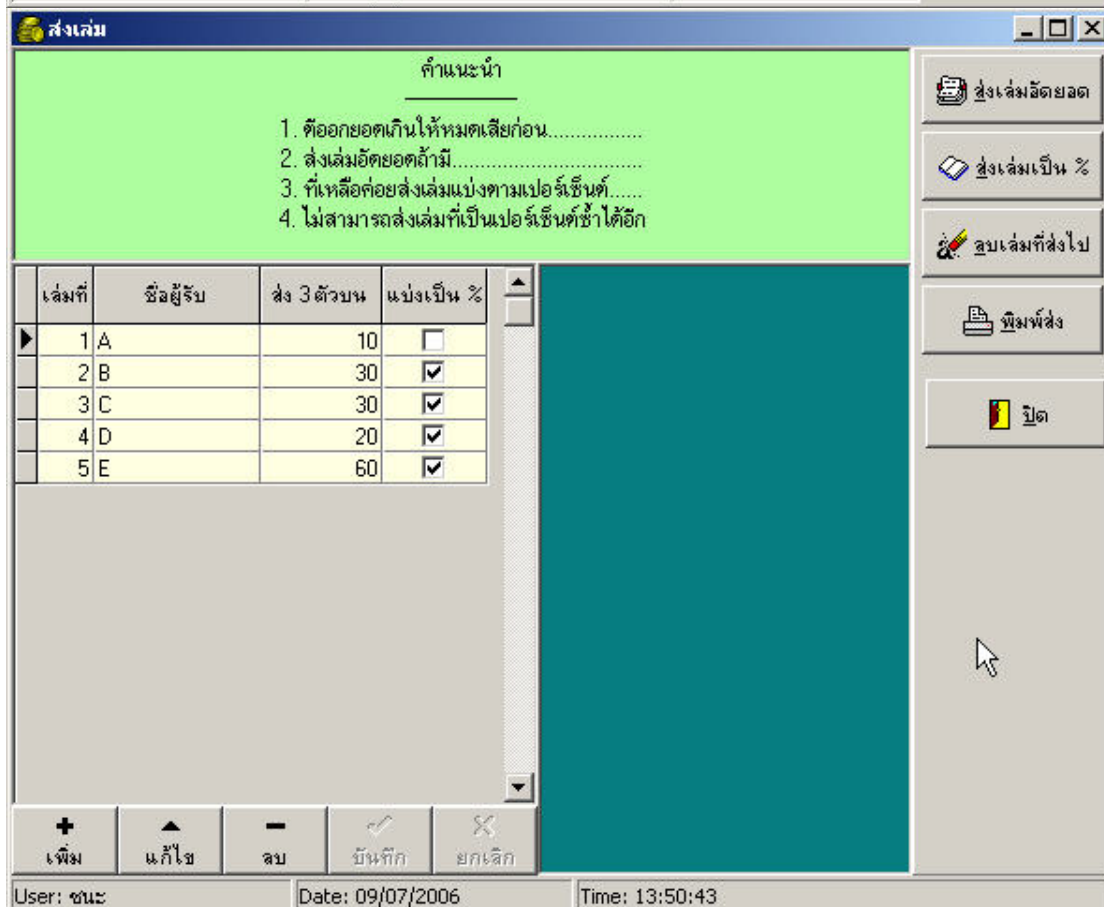 ส่งเล่ม
คำแนะนำ
1. ตีออกยอดเกินให้หมดเสียก่อน.................
2. ส่งเล่มอัดยอดถ้ามี..................................
3. ที่เหลือค่อยส่งเล่มแบ่งตามเปอร์เซ็นต์......
4. ไม่สามารถส่งเล่มที่เป็นเปอร์เซ็นต์ซ้ำได้อีก
ส่งเล่มอัดยอด
ส่งเล่มเป็น %
ลบเล่มที่ส่งไป
พิมพ์ส่ง
ปิด
เล่มที่ ชื่อผู้รับ ส่ง 3 ตัวบน แบ่งเป็น %
1 A 10
2 B 30
3 C 30
4 D 20
5 E 60
เพิ่ม แก้ไข ลบ บันทึก ยกเลิก
User: ชนะ Date: 09/07/2006 Time: 13:50:43